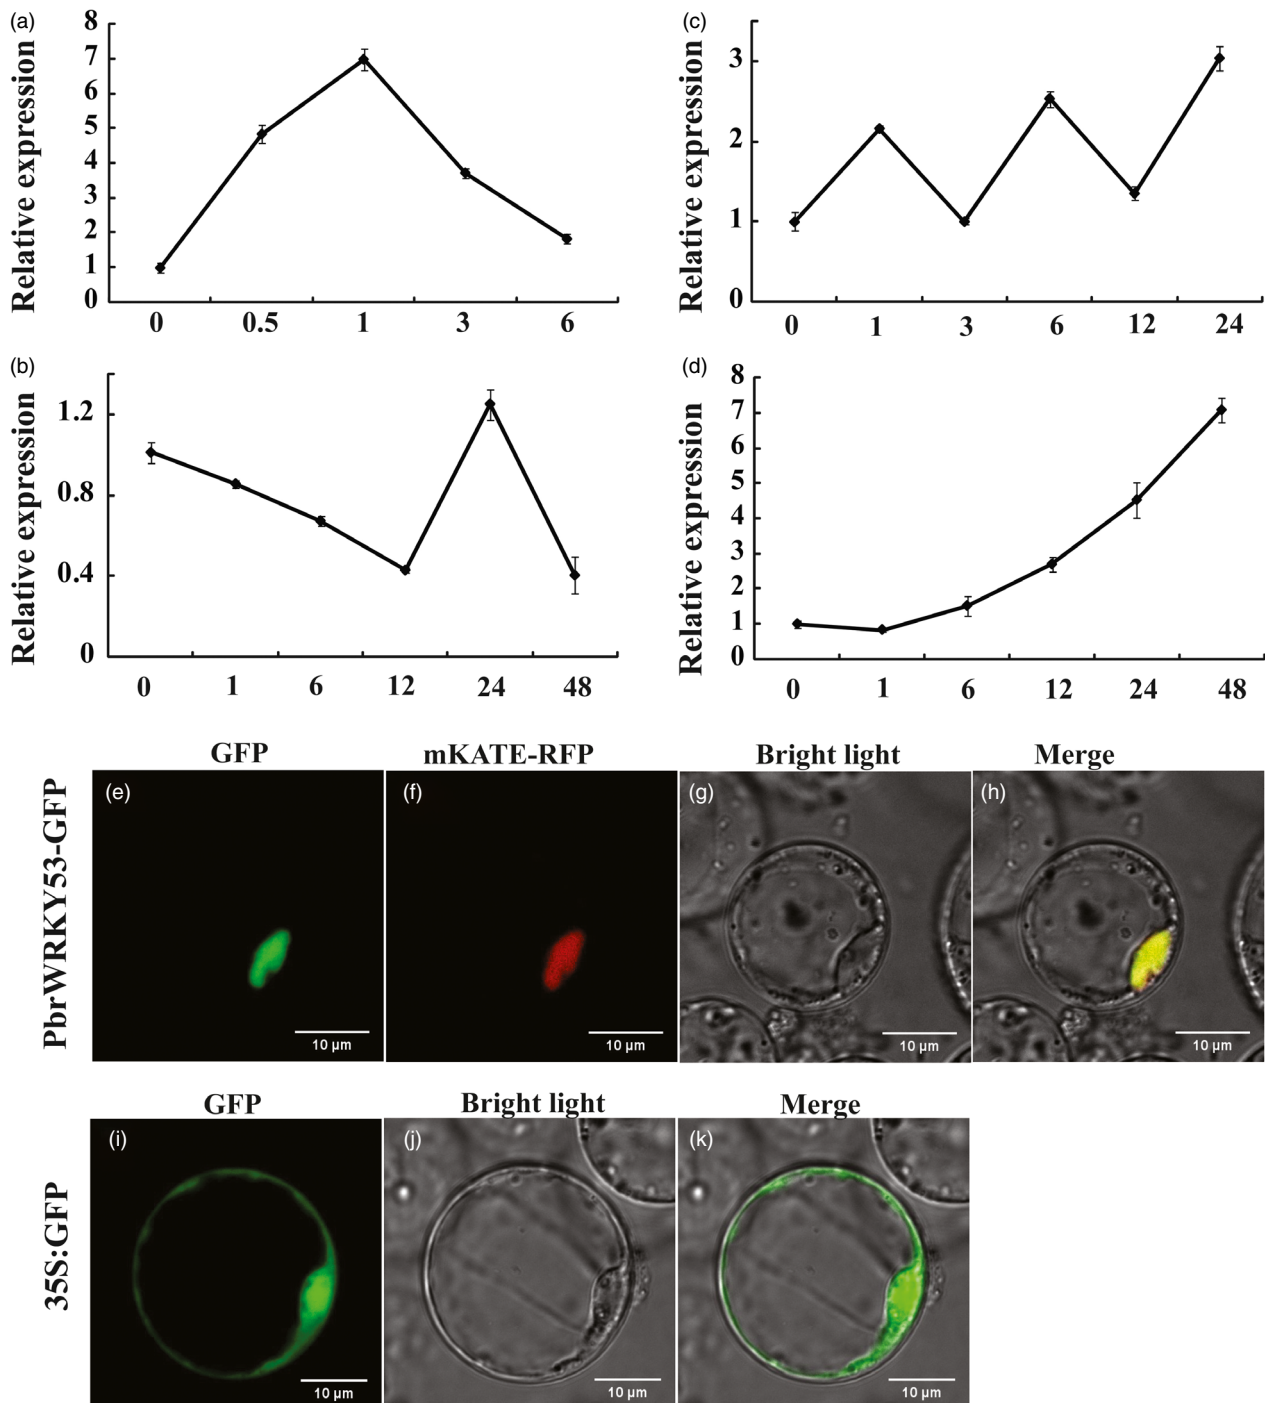 (a)
Relative expression
8
7
6
5
4
3
2
1
0
0 0.5 1 3 6
(c)
Relative expression
3
2
1
0
0 1 3 6 12 24
(b)
Relative expression
1.2
0.8
0.4
0
0 1 6 12 24 48
(d)
Relative expression
8
7
6
5
4
3
2
1
0
0 1 6 12 24 48
GFP mKATE-RFP Bright light Merge
PbrWRKY53-GFP
(e) (f) (g) (h)
10 µm 10 µm 10 µm 10 µm
GFP Bright light Merge
35S:GFP
(i) (j) (k)
10 µm 10 µm 10 µm